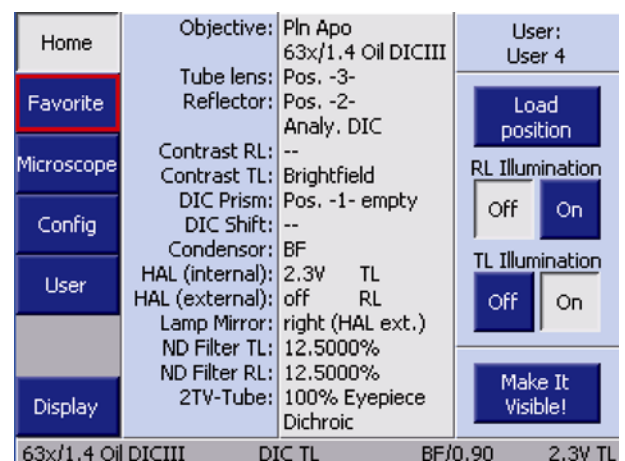 Home
Favorite
Microscope
Config
User
Display
Objective: Pln Apo
63x/1.4 Oil DICIII
Tube lens: Pos. -3-
Reflector: Pos. -2-
Analy. DIC
Contrast RL: --
Contrast TL: Brightfield
DIC Prism: Pos. -1- empty
DIC Shift: --
Condensor: BF
HAL (internal): 2.3V TL
HAL (external): off RL
Lamp Mirror: right (HAL ext.)
ND Filter TL: 12.5000%
ND Filter RL: 12.5000%
2TV-Tube: 100% Eyepiece
Dichroic
User:
User 4
Load
position
RL Illumination
Off On
TL Illumination
Off On
Make It
Visible!
63x/1.4 Oil DICIII DIC TL BF/0.90 2.3V TL